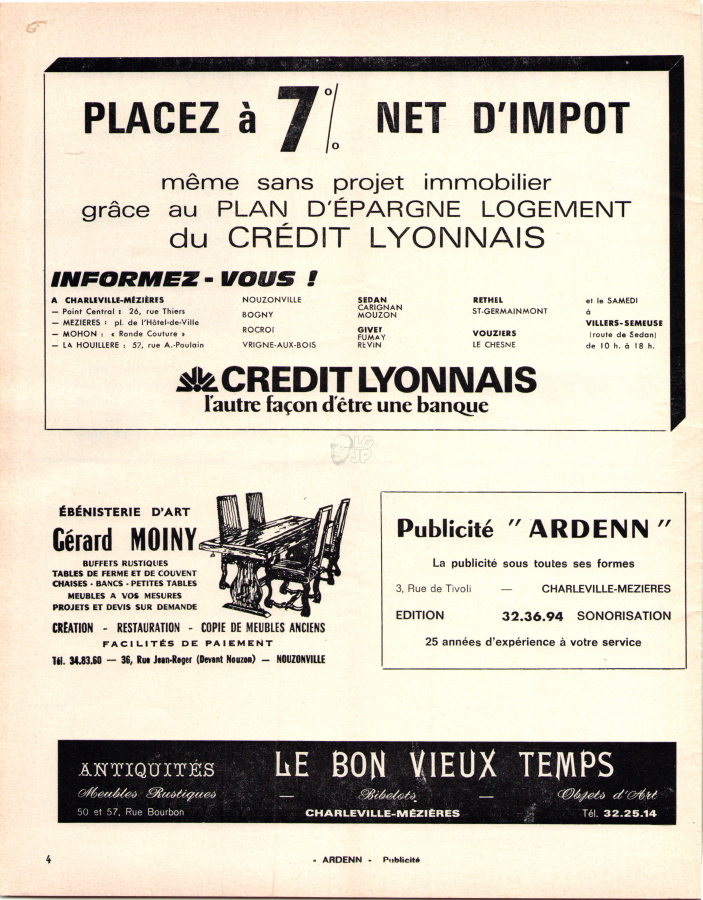 6
PLACEZ à 7% NET D'IMPOT
même sans projet immobilier
grâce au PLAN D'ÉPARGNE LOGEMENT
du CRÉDIT LYONNAIS
INFORMEZ-VOUS !
A CHARLEVILLE-MÉZIÈRES
— Point Central : 26, rue Thiers
— MEZIERES : pl. de l'Hôtel-de-Ville
— MOHON : « Ronde Couture »
— LA HOUILLERE : 57, rue A.-Poulain
NOUZONVILLE
BOGNY
ROCROI
VRIGNE-AUX-BOIS
SEDAN
CARIGNAN
MOUZON
GIVET
FUMAY
REVIN
RETHEL
ST-GERMAINMONT
VOUZIERS
LE CHESNE
et le SAMEDI
à
VILLERS-SEMEUSE
(route de Sedan)
de 10 h. à 18 h.
CREDIT LYONNAIS
l'autre façon d'être une banque
LG
JP
ÉBÉNISTERIE D'ART
Gérard MOINY
BUFFETS RUSTIQUES
TABLES DE FERME ET DE COUVENT
CHAISES - BANCS - PETITES TABLES
MEUBLES A VOS MESURES
PROJETS ET DEVIS SUR DEMANDE
CRÉATION - RESTAURATION - COPIE DE MEUBLES ANCIENS
FACILITÉS DE PAIEMENT
Tél. 34.83.60 — 36, Rue Jean-Roger (Devant Nouzon) — NOUZONVILLE
Publicité " ARDENN "
La publicité sous toutes ses formes
3, Rue de Tivoli — CHARLEVILLE-MEZIERES
EDITION 32.36.94 SONORISATION
25 années d'expérience à votre service
ANTIQUITÉS LE BON VIEUX TEMPS
Meubles Rustiques — Bibelots — Objets d'Art
50 et 57, Rue Bourbon CHARLEVILLE-MÉZIÈRES Tél. 32.25.14
4 - ARDENN - Publicité